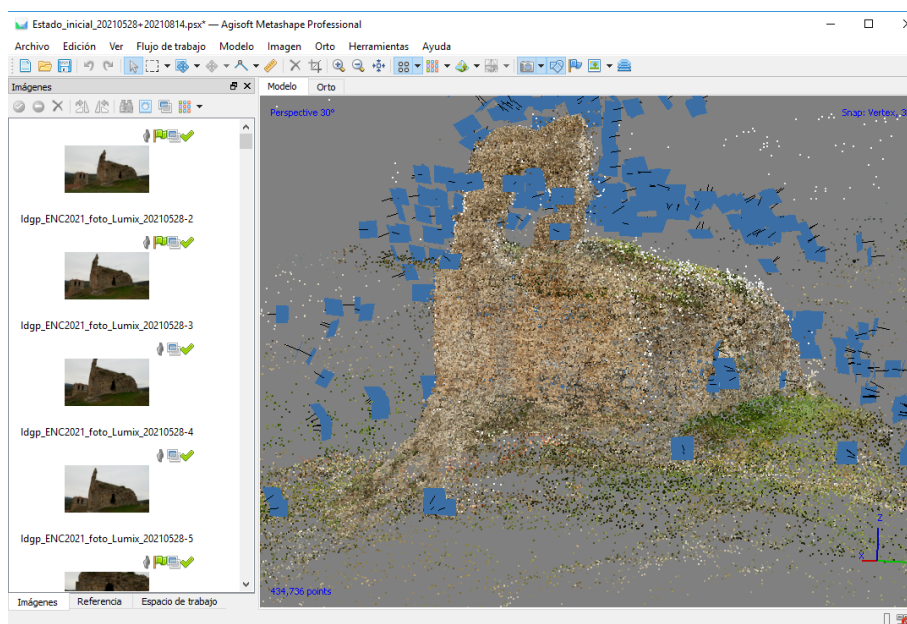 Estado_inicial_20210528+20210814.psx* — Agisoft Metashape Professional
Archivo Edición Ver Flujo de trabajo Modelo Imagen Orto Herramientas Ayuda
Imágenes
Modelo Orto
Perspective 30°
Snap: Vertex, 3
ldgp_ENC2021_foto_Lumix_20210528-2
ldgp_ENC2021_foto_Lumix_20210528-3
ldgp_ENC2021_foto_Lumix_20210528-4
ldgp_ENC2021_foto_Lumix_20210528-5
Z
X
434,736 points
Imágenes Referencia Espacio de trabajo